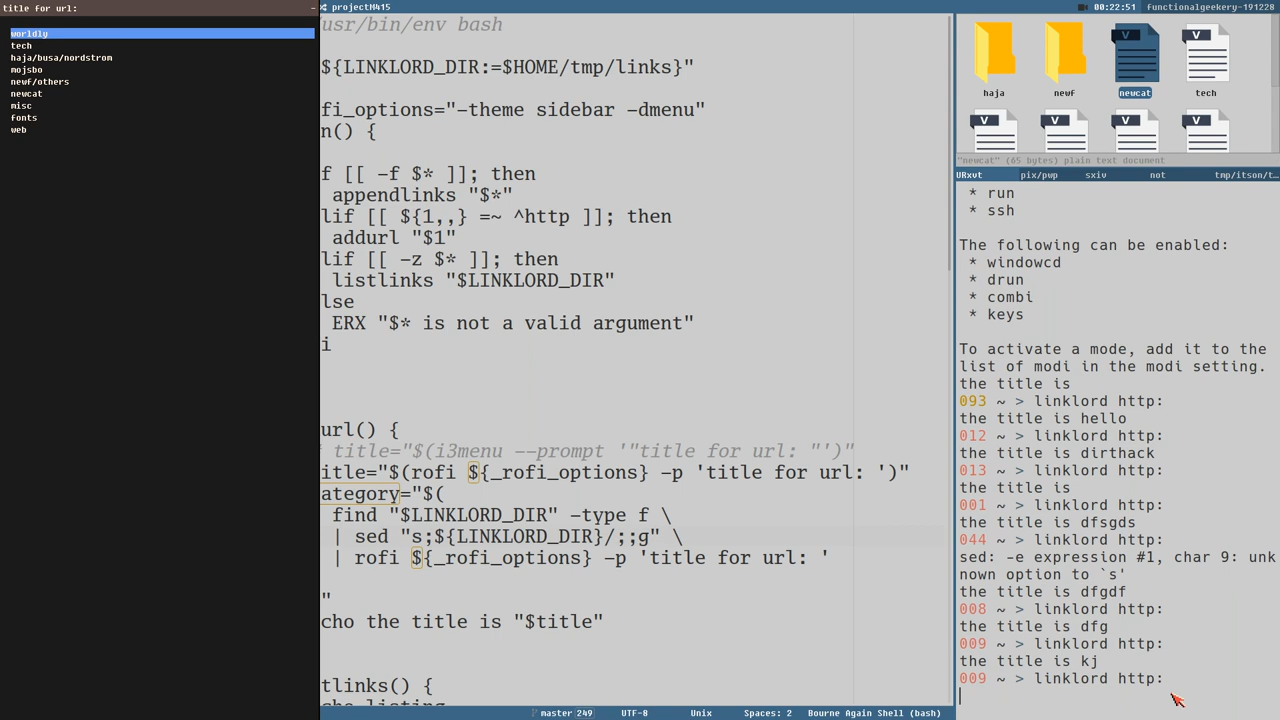 title for url:
worldly
tech
haja/busa/nordstrom
mojsbo
newf/others
newcat
misc
fonts
web
projectM415
/usr/bin/env bash
${LINKLORD_DIR:=$HOME/tmp/links}"
fi_options="-theme sidebar -dmenu"
n() {
f [[ -f $* ]]; then
appendlinks "$*"
lif [[ ${1,,} =~ ^http ]]; then
addurl "$1"
lif [[ -z $* ]]; then
listlinks "$LINKLORD_DIR"
lse
ERX "$* is not a valid argument"
i
url() {
title="$(i3menu --prompt '"title for url: "')"
itle="$(rofi ${_rofi_options} -p 'title for url: ')"
ategory="$(
find "$LINKLORD_DIR" -type f \
| sed "s;${LINKLORD_DIR}/;;g" \
| rofi ${_rofi_options} -p 'title for url: '
"
cho the title is "$title"
tlinks() {
cho listing
master 249 UTF-8 Unix Spaces: 2 Bourne Again Shell (bash)
00:22:51 functionalgeekery-191228
haja newf newcat tech
"newcat" (65 bytes) plain text document
URxvt pix/pwp sxiv not tmp/itson/t...
* run
* ssh
The following can be enabled:
* windowcd
* drun
* combi
* keys
To activate a mode, add it to the
list of modi in the modi setting.
the title is
093 ~ > linklord http:
the title is hello
012 ~ > linklord http:
the title is dirthack
013 ~ > linklord http:
the title is
001 ~ > linklord http:
the title is dfsgds
044 ~ > linklord http:
sed: -e expression #1, char 9: unk
nown option to `s'
the title is dfgdf
008 ~ > linklord http:
the title is dfg
009 ~ > linklord http:
the title is kj
009 ~ > linklord http: